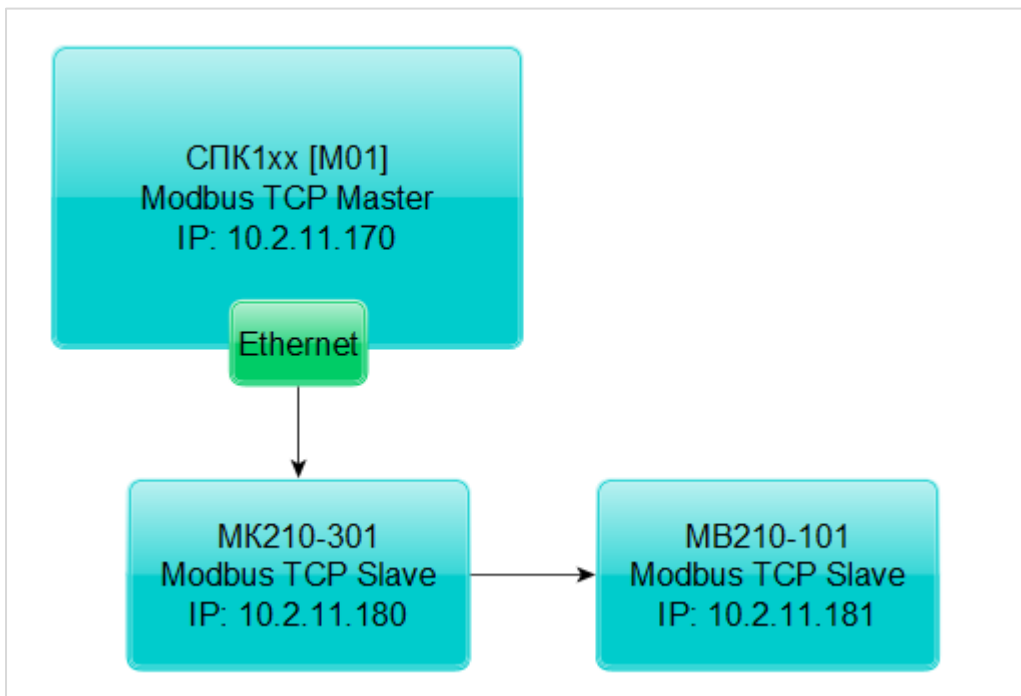 СПК1xx [M01]
Modbus TCP Master
IP: 10.2.11.170
Ethernet
МК210-301
Modbus TCP Slave
IP: 10.2.11.180
МВ210-101
Modbus TCP Slave
IP: 10.2.11.181